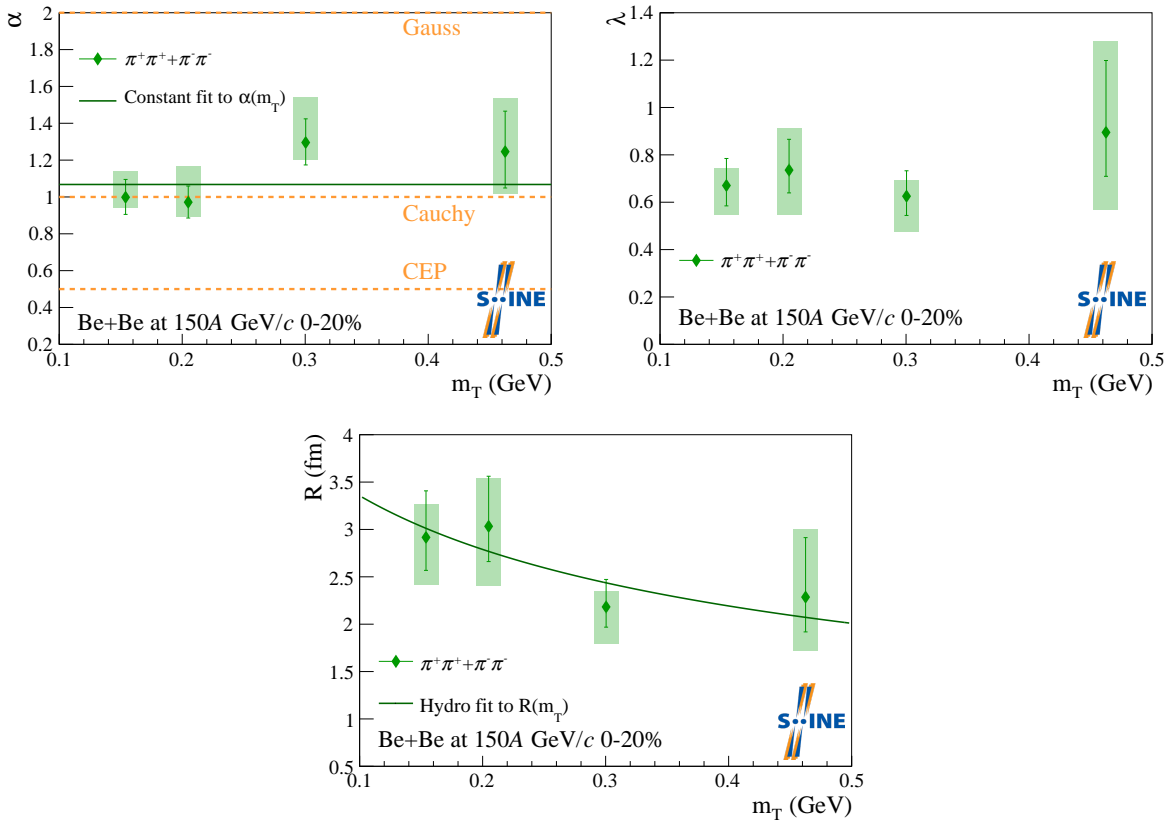 α
2
1.8
1.6
1.4
1.2
1
0.8
0.6
0.4
0.2
Gauss
π⁺π⁺+π⁻π⁻
Constant fit to α(m_T)
Cauchy
CEP
S INE
Be+Be at 150A GeV/c 0-20%
0.1 0.2 0.3 0.4 0.5
m_T (GeV)
λ
1.4
1.2
1
0.8
0.6
0.4
0.2
0
π⁺π⁺+π⁻π⁻
S INE
Be+Be at 150A GeV/c 0-20%
0.1 0.2 0.3 0.4 0.5
m_T (GeV)
R (fm)
4
3.5
3
2.5
2
1.5
1
0.5
π⁺π⁺+π⁻π⁻
Hydro fit to R(m_T)
S INE
Be+Be at 150A GeV/c 0-20%
0.1 0.2 0.3 0.4 0.5
m_T (GeV)